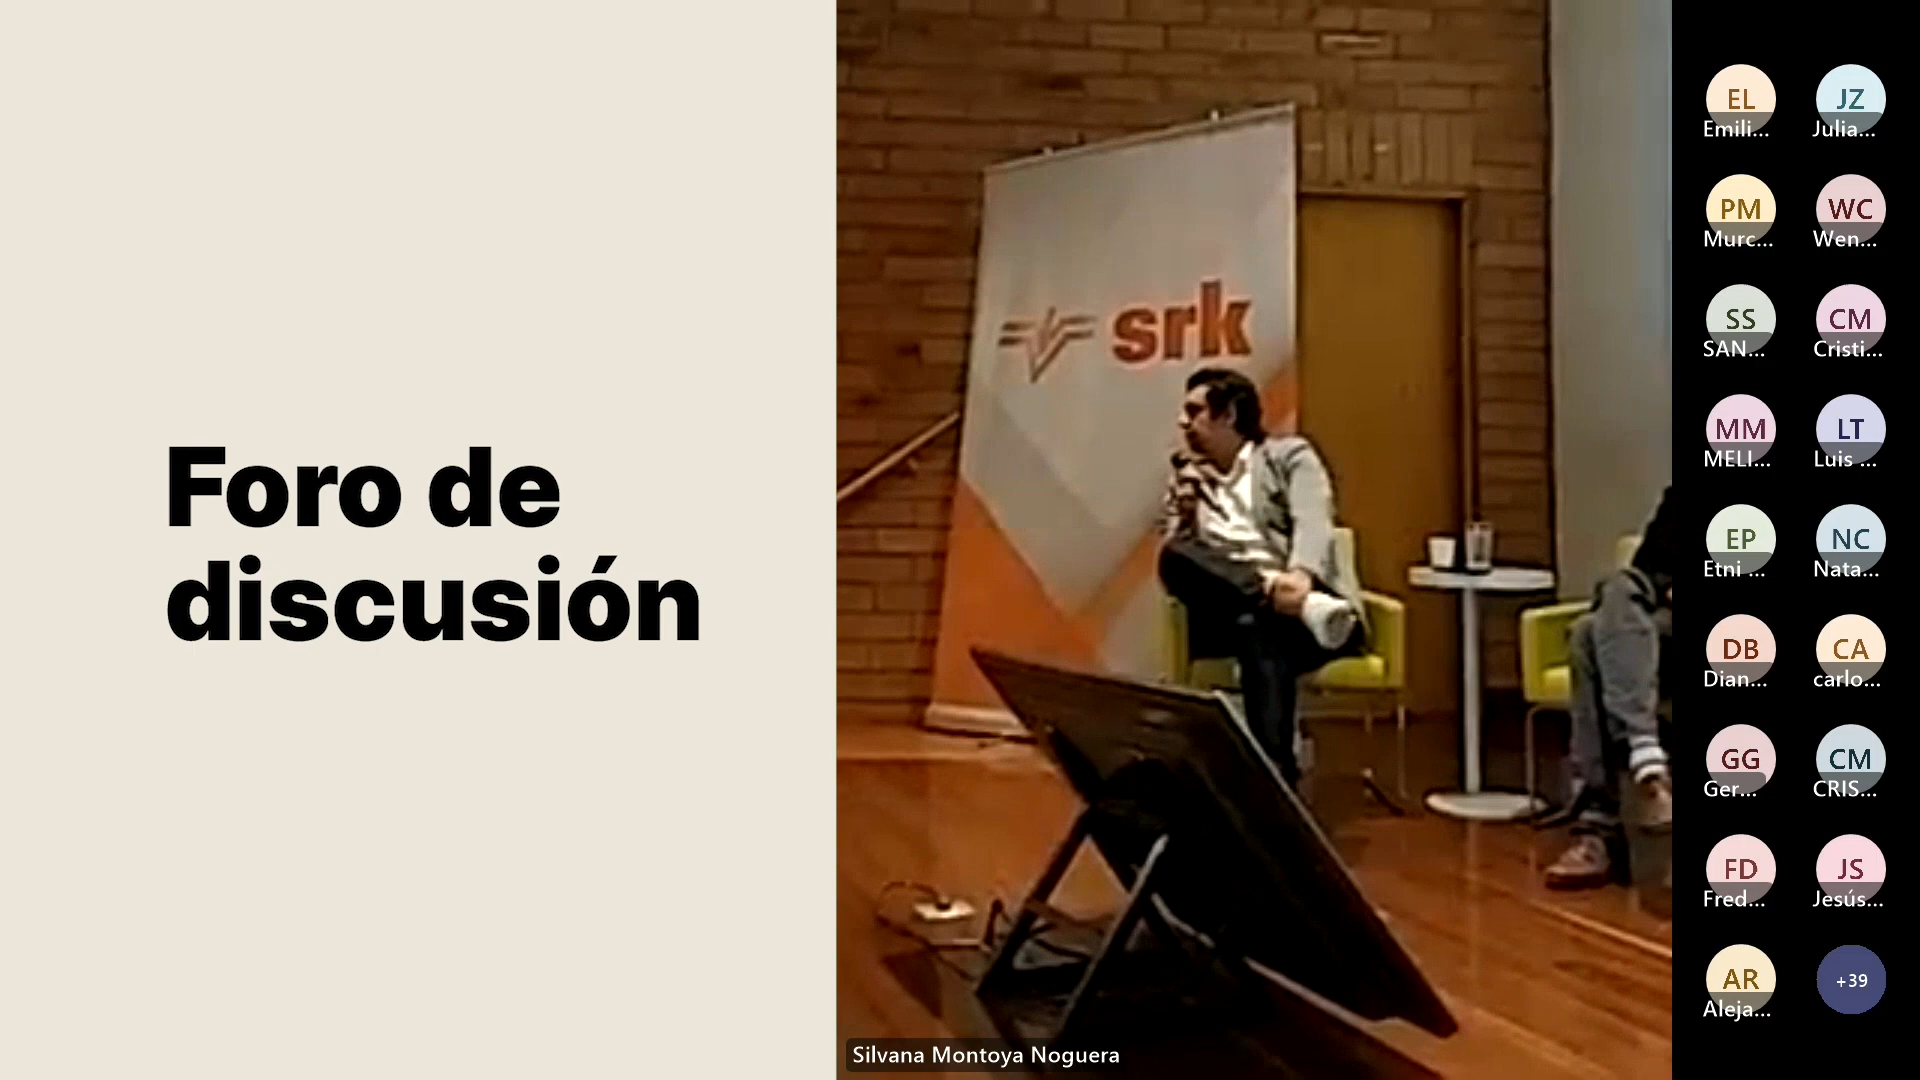 Foro de
discusión
srk
Silvana Montoya Noguera
EL
Emili...
JZ
Julia...
PM
Murc...
WC
Wen...
SS
SAN...
CM
Cristi...
MM
MELI...
LT
Luis ...
EP
Etni ...
NC
Nata...
DB
Dian...
CA
carlo...
GG
Ger...
CM
CRIS...
FD
Fred...
JS
Jesús...
AR
Aleja...
+39